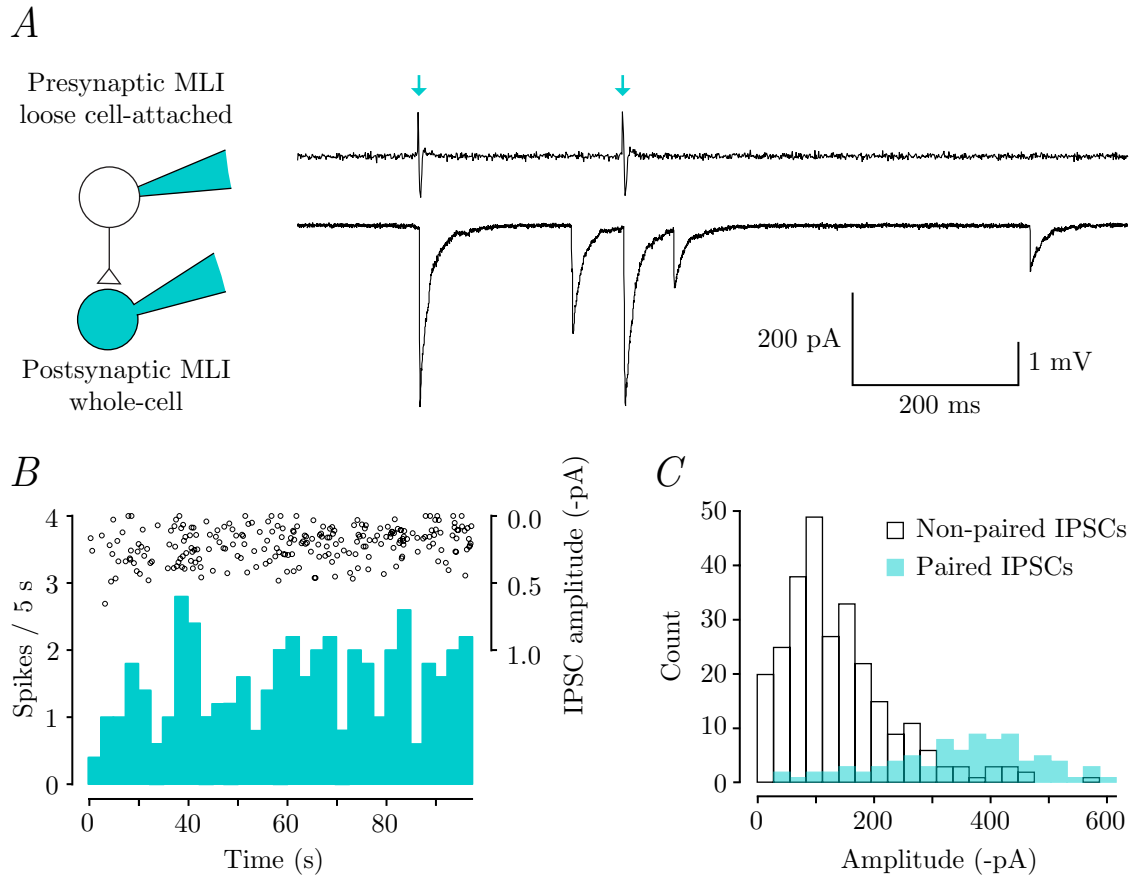 A
Presynaptic MLI
loose cell-attached
Postsynaptic MLI
whole-cell
200 pA
1 mV
200 ms
B
Spikes / 5 s
4
3
2
1
0
0.0
0.5
1.0
IPSC amplitude (-pA)
0
40
60
80
Time (s)
C
Count
50
40
30
20
10
0
Non-paired IPSCs
Paired IPSCs
0
200
400
600
Amplitude (-pA)